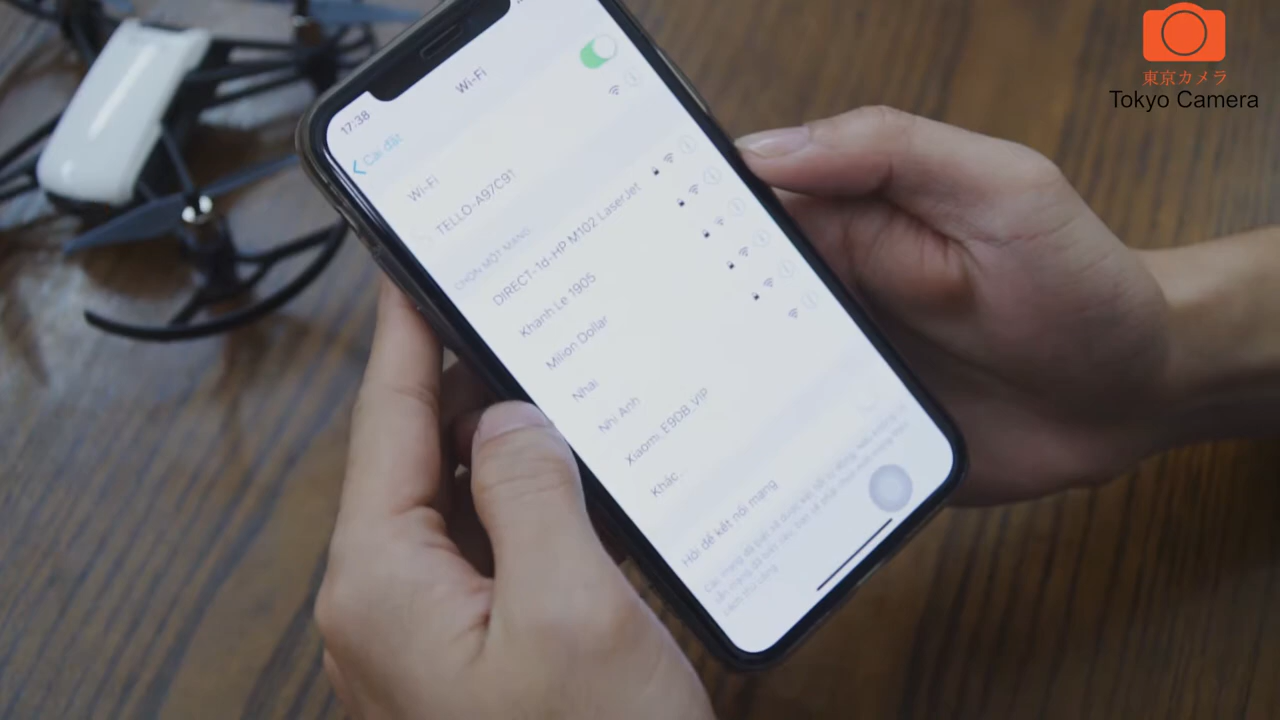 東京カメラ
Tokyo Camera
17:38
Cài đặt
Wi-Fi
Wi-Fi
TELLO-A97C91
CHỌN MỘT MẠNG
DIRECT-1d-HP M102 LaserJet
Khanh Le 1905
Milion Dollar
Nhai
Nhi Anh
Xiaomi_E9DB_VIP
Khác...
Hỏi để kết nối mạng